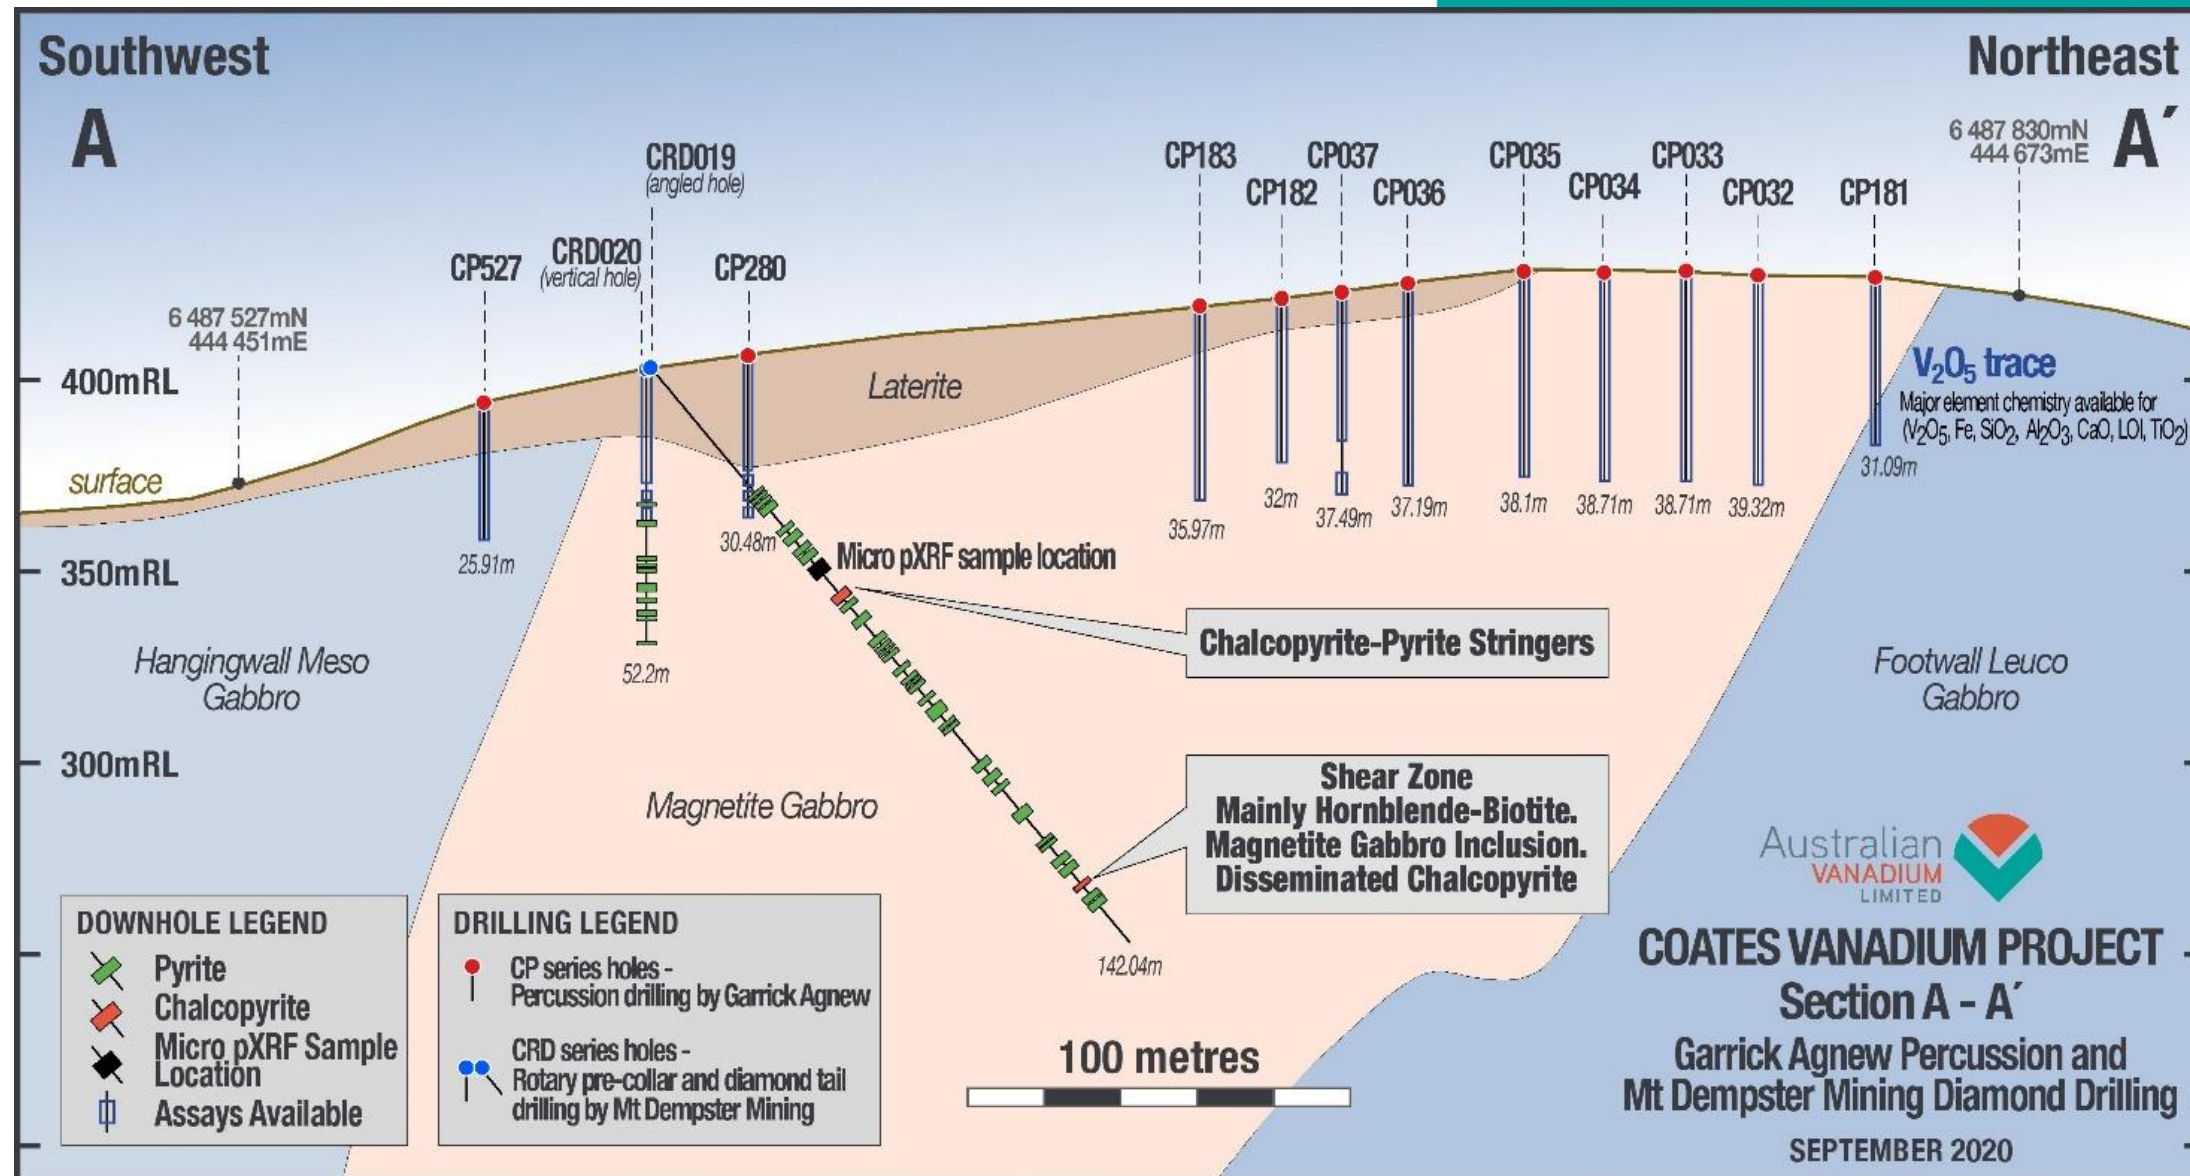 Southwest
Northeast
A
A´
6 487 830mN
444 673mE
CRD019
(angled hole)
CP183
CP037
CP035
CP033
CP182
CP036
CP034
CP032
CP181
CRD020
(vertical hole)
CP527
CP280
6 487 527mN
444 451mE
400mRL
Laterite
V₂O₅ trace
Major element chemistry available for
(V₂O₅, Fe, SiO₂, Al₂O₃, CaO, LOI, TiO₂)
surface
31.09m
35.97m
32m
37.49m
37.19m
38.1m
38.71m
38.71m
39.32m
30.48m
25.91m
350mRL
Micro pXRF sample location
Chalcopyrite-Pyrite Stringers
52.2m
Hangingwall Meso
Gabbro
Footwall Leuco
Gabbro
300mRL
Magnetite Gabbro
Shear Zone
Mainly Hornblende-Biotite.
Magnetite Gabbro Inclusion.
Disseminated Chalcopyrite
142.04m
DOWNHOLE LEGEND
Pyrite
Chalcopyrite
Micro pXRF Sample
Location
Assays Available
DRILLING LEGEND
CP series holes -
Percussion drilling by Garrick Agnew
CRD series holes -
Rotary pre-collar and diamond tail
drilling by Mt Dempster Mining
100 metres
Australian
VANADIUM
LIMITED
COATES VANADIUM PROJECT
Section A - A´
Garrick Agnew Percussion and
Mt Dempster Mining Diamond Drilling
SEPTEMBER 2020